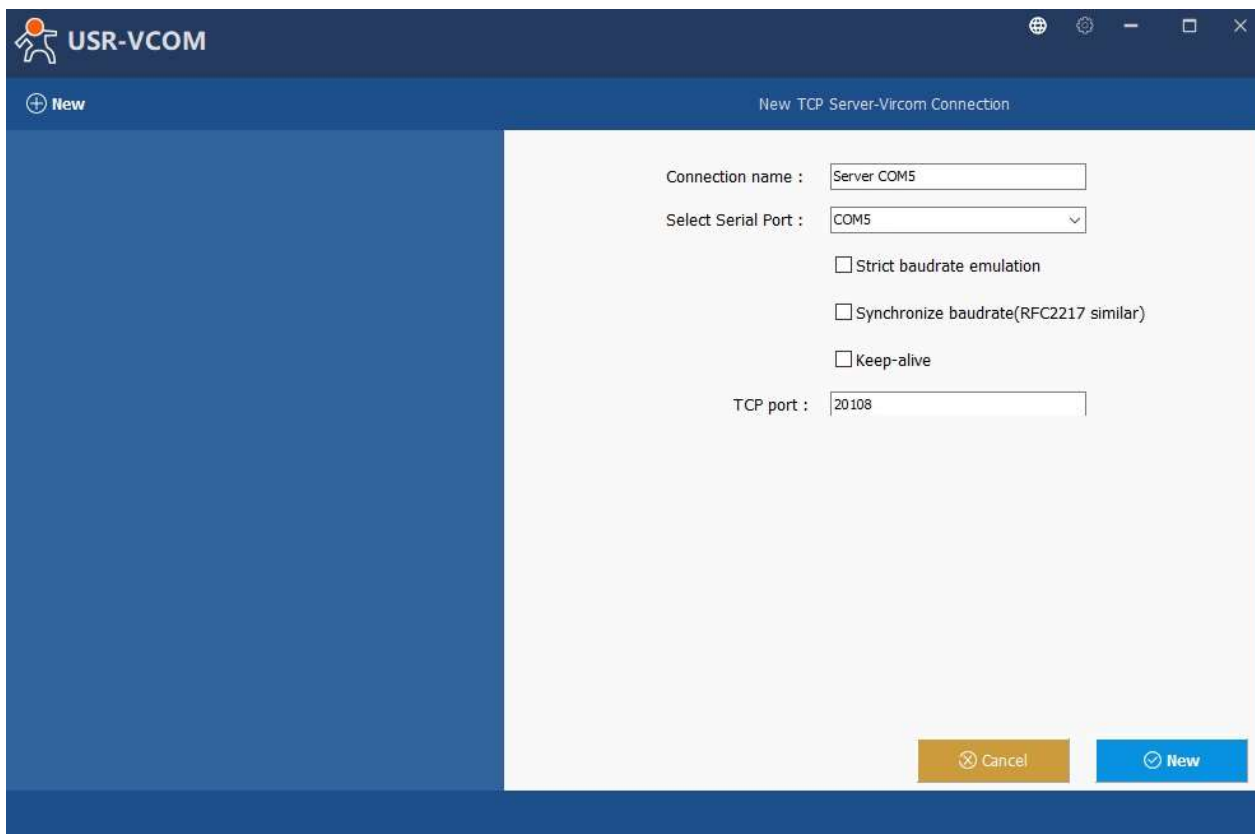 USR-VCOM
New
New TCP Server-Vircom Connection
Connection name : Server COM5
Select Serial Port : COM5
Strict baudrate emulation
Synchronize baudrate(RFC2217 similar)
Keep-alive
TCP port : 20108
Cancel New